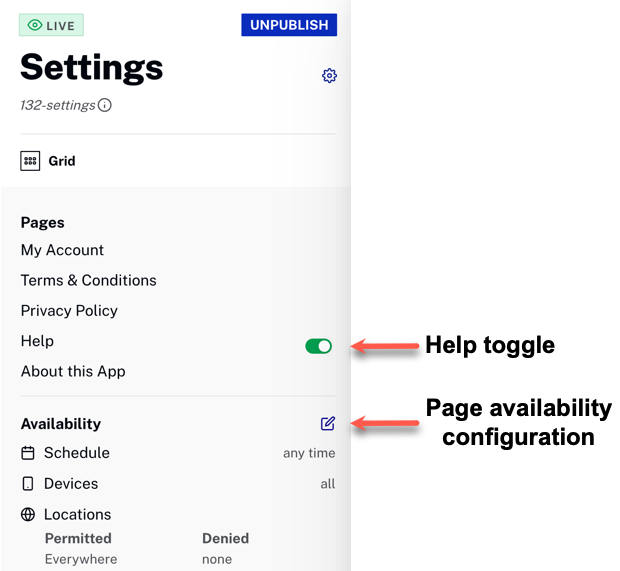 LIVE
UNPUBLISH
Settings
132-settings
Grid
Pages
My Account
Terms & Conditions
Privacy Policy
Help
Help toggle
About this App
Page availability
configuration
Availability
Schedule any time
Devices all
Locations
Permitted Denied
Everywhere none